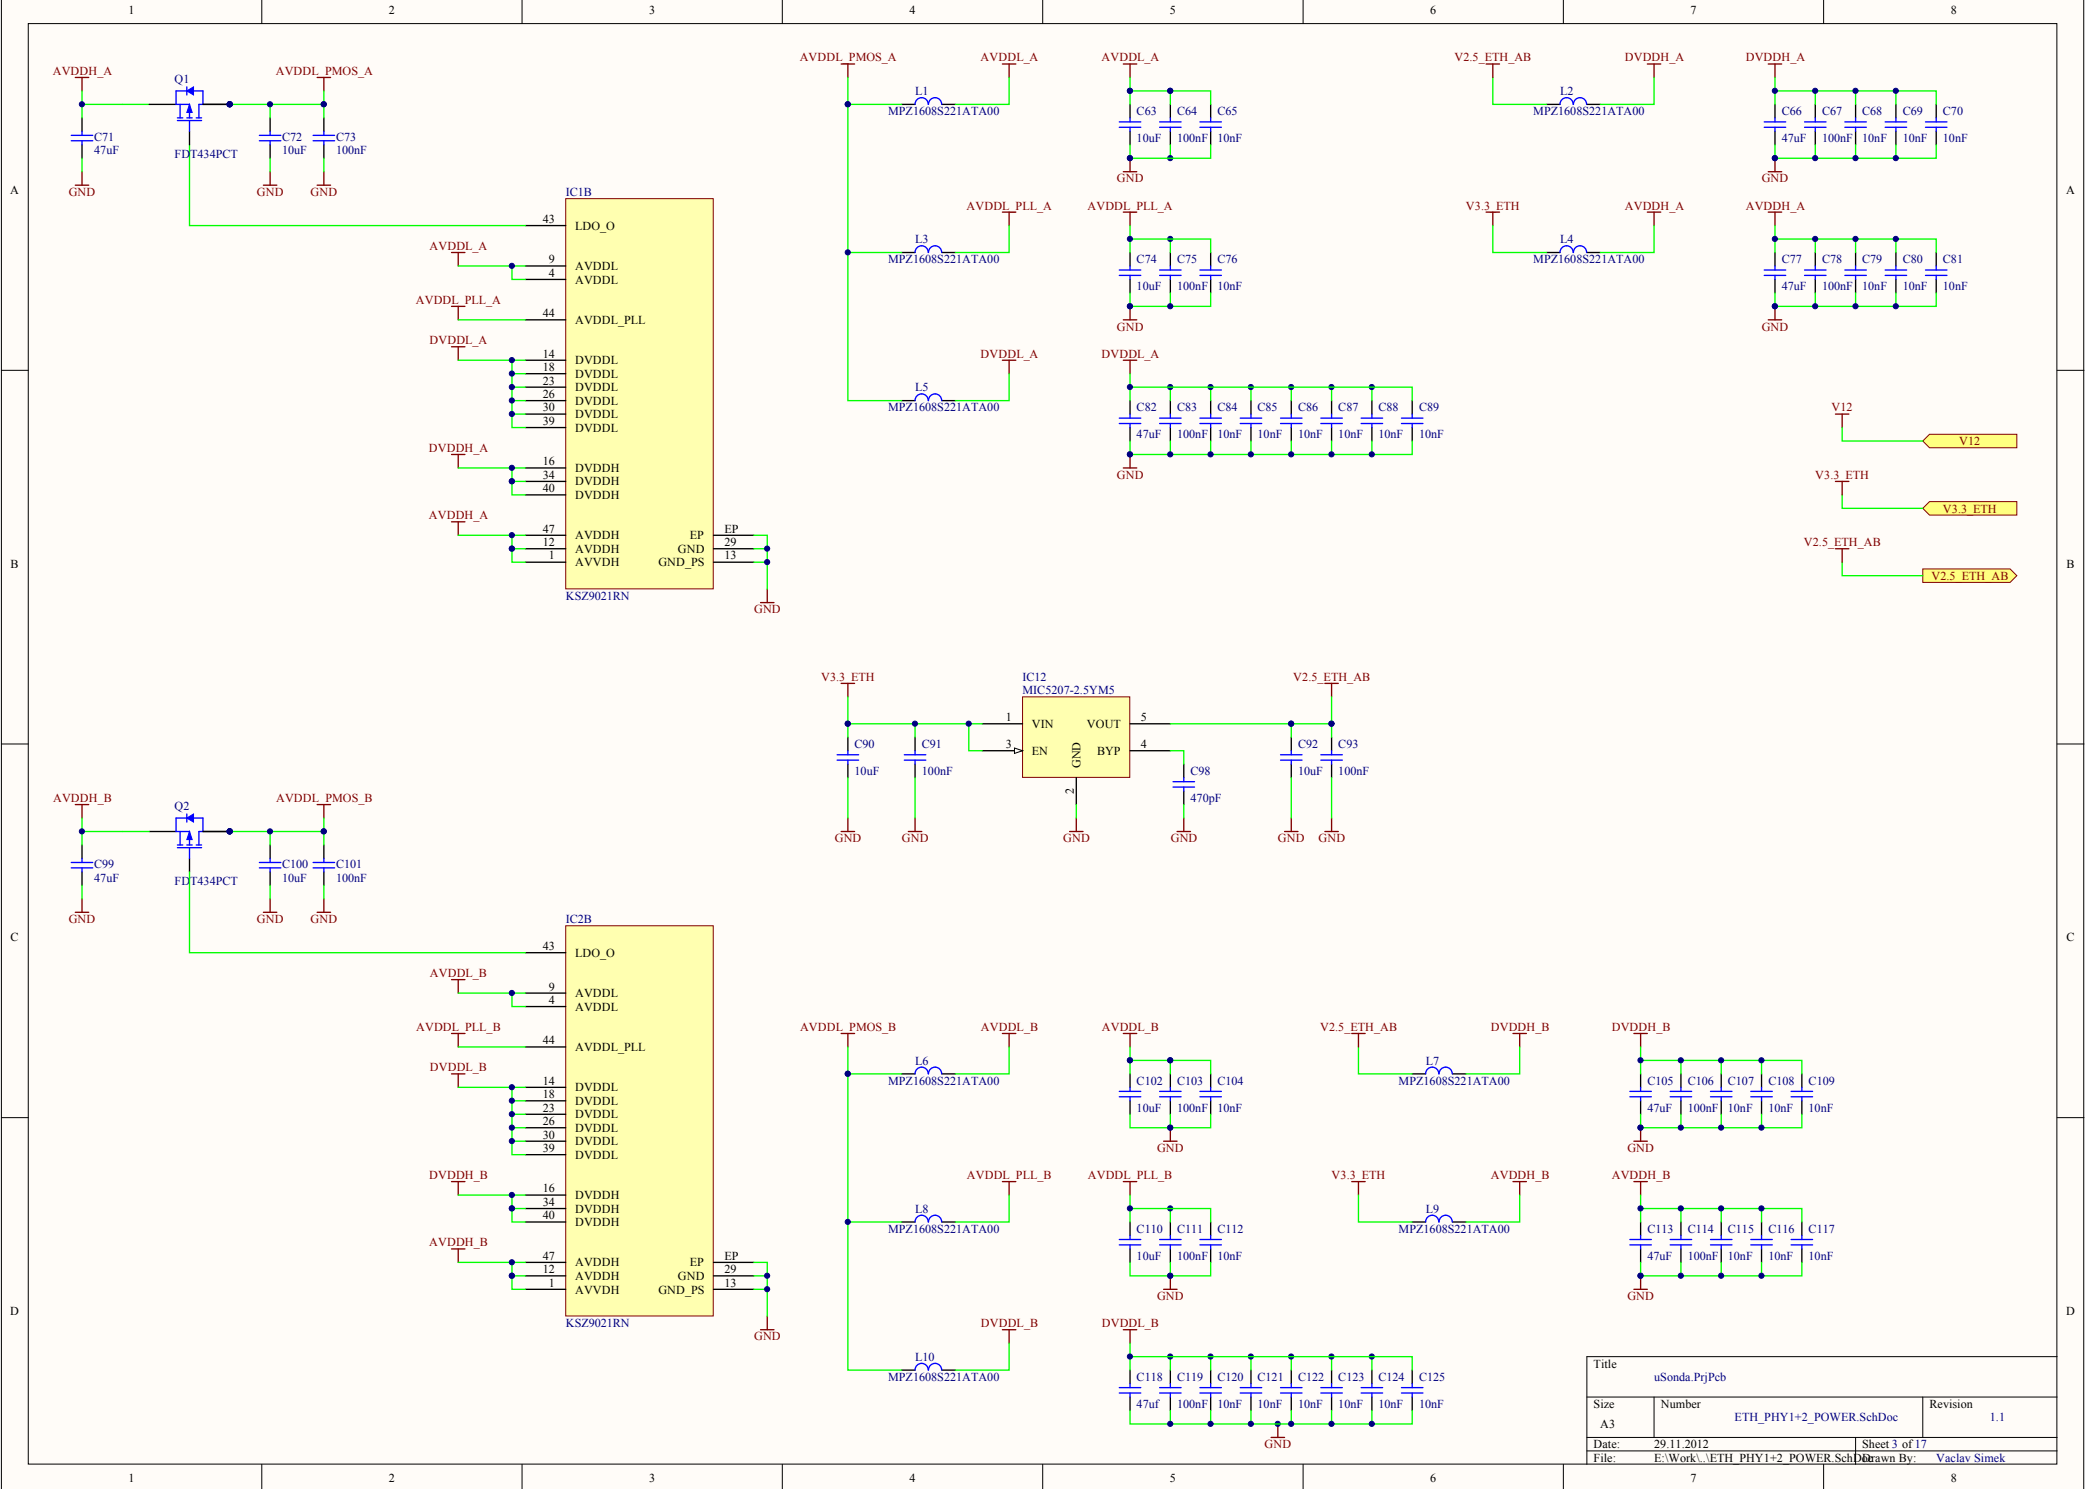 1 2 3 4 5 6 7 8
A A
B B
C C
D D
AVDDH_A
Q1
AVDDL_PMOS_A
C71
47uF
FDT434PCT
C72
10uF
C73
100nF
GND GND GND
IC1B
43 LDO_O
AVDDL_A
9 AVDDL
4 AVDDL
AVDDL_PLL_A
44 AVDDL_PLL
DVDDL_A
14 DVDDL
18 DVDDL
23 DVDDL
26 DVDDL
30 DVDDL
39 DVDDL
DVDDH_A
16 DVDDH
34 DVDDH
40 DVDDH
AVDDH_A
47 AVDDH EP EP
12 AVDDH GND 29
1 AVVDH GND_PS 13
KSZ9021RN
GND
AVDDL_PMOS_A AVDDL_A
L1
MPZ1608S221ATA00
AVDDL_PLL_A
L3
MPZ1608S221ATA00
DVDDL_A
L5
MPZ1608S221ATA00
AVDDL_A
C63 C64 C65
10uF 100nF 10nF
GND
AVDDL_PLL_A
C74 C75 C76
10uF 100nF 10nF
GND
DVDDL_A
C82 C83 C84 C85 C86 C87 C88 C89
47uF 100nF 10nF 10nF 10nF 10nF 10nF 10nF
GND
V2.5_ETH_AB DVDDH_A
L2
MPZ1608S221ATA00
V3.3_ETH AVDDH_A
L4
MPZ1608S221ATA00
DVDDH_A
C66 C67 C68 C69 C70
47uF 100nF 10nF 10nF 10nF
GND
AVDDH_A
C77 C78 C79 C80 C81
47uF 100nF 10nF 10nF 10nF
GND
V12
V12
V3.3_ETH
V3.3_ETH
V2.5_ETH_AB
V2.5_ETH_AB
V3.3_ETH
C90
10uF
C91
100nF
GND GND
IC12
MIC5207-2.5YM5
1 VIN VOUT 5
3 EN GND BYP 4
2
GND
C98
470pF
GND
V2.5_ETH_AB
C92 C93
10uF 100nF
GND GND
AVDDH_B
Q2
AVDDL_PMOS_B
C99
47uF
FDT434PCT
C100
10uF
C101
100nF
GND GND GND
IC2B
43 LDO_O
AVDDL_B
9 AVDDL
4 AVDDL
AVDDL_PLL_B
44 AVDDL_PLL
DVDDL_B
14 DVDDL
18 DVDDL
23 DVDDL
26 DVDDL
30 DVDDL
39 DVDDL
DVDDH_B
16 DVDDH
34 DVDDH
40 DVDDH
AVDDH_B
47 AVDDH EP EP
12 AVDDH GND 29
1 AVVDH GND_PS 13
KSZ9021RN
GND
AVDDL_PMOS_B AVDDL_B
L6
MPZ1608S221ATA00
AVDDL_PLL_B
L8
MPZ1608S221ATA00
DVDDL_B
L10
MPZ1608S221ATA00
AVDDL_B
C102 C103 C104
10uF 100nF 10nF
GND
AVDDL_PLL_B
C110 C111 C112
10uF 100nF 10nF
GND
DVDDL_B
C118 C119 C120 C121 C122 C123 C124 C125
47uf 100nF 10nF 10nF 10nF 10nF 10nF 10nF
GND
V2.5_ETH_AB DVDDH_B
L7
MPZ1608S221ATA00
V3.3_ETH AVDDH_B
L9
MPZ1608S221ATA00
DVDDH_B
C105 C106 C107 C108 C109
47uF 100nF 10nF 10nF 10nF
GND
AVDDH_B
C113 C114 C115 C116 C117
47uF 100nF 10nF 10nF 10nF
GND
Title
uSonda.PrjPcb
Size Number Revision
A3 ETH_PHY1+2_POWER.SchDoc 1.1
Date: 29.11.2012 Sheet 3 of 17
File: E:\Work\..\ETH_PHY1+2_POWER.SchDoc Drawn By: Vaclav Simek
1 2 3 4 5 6 7 8